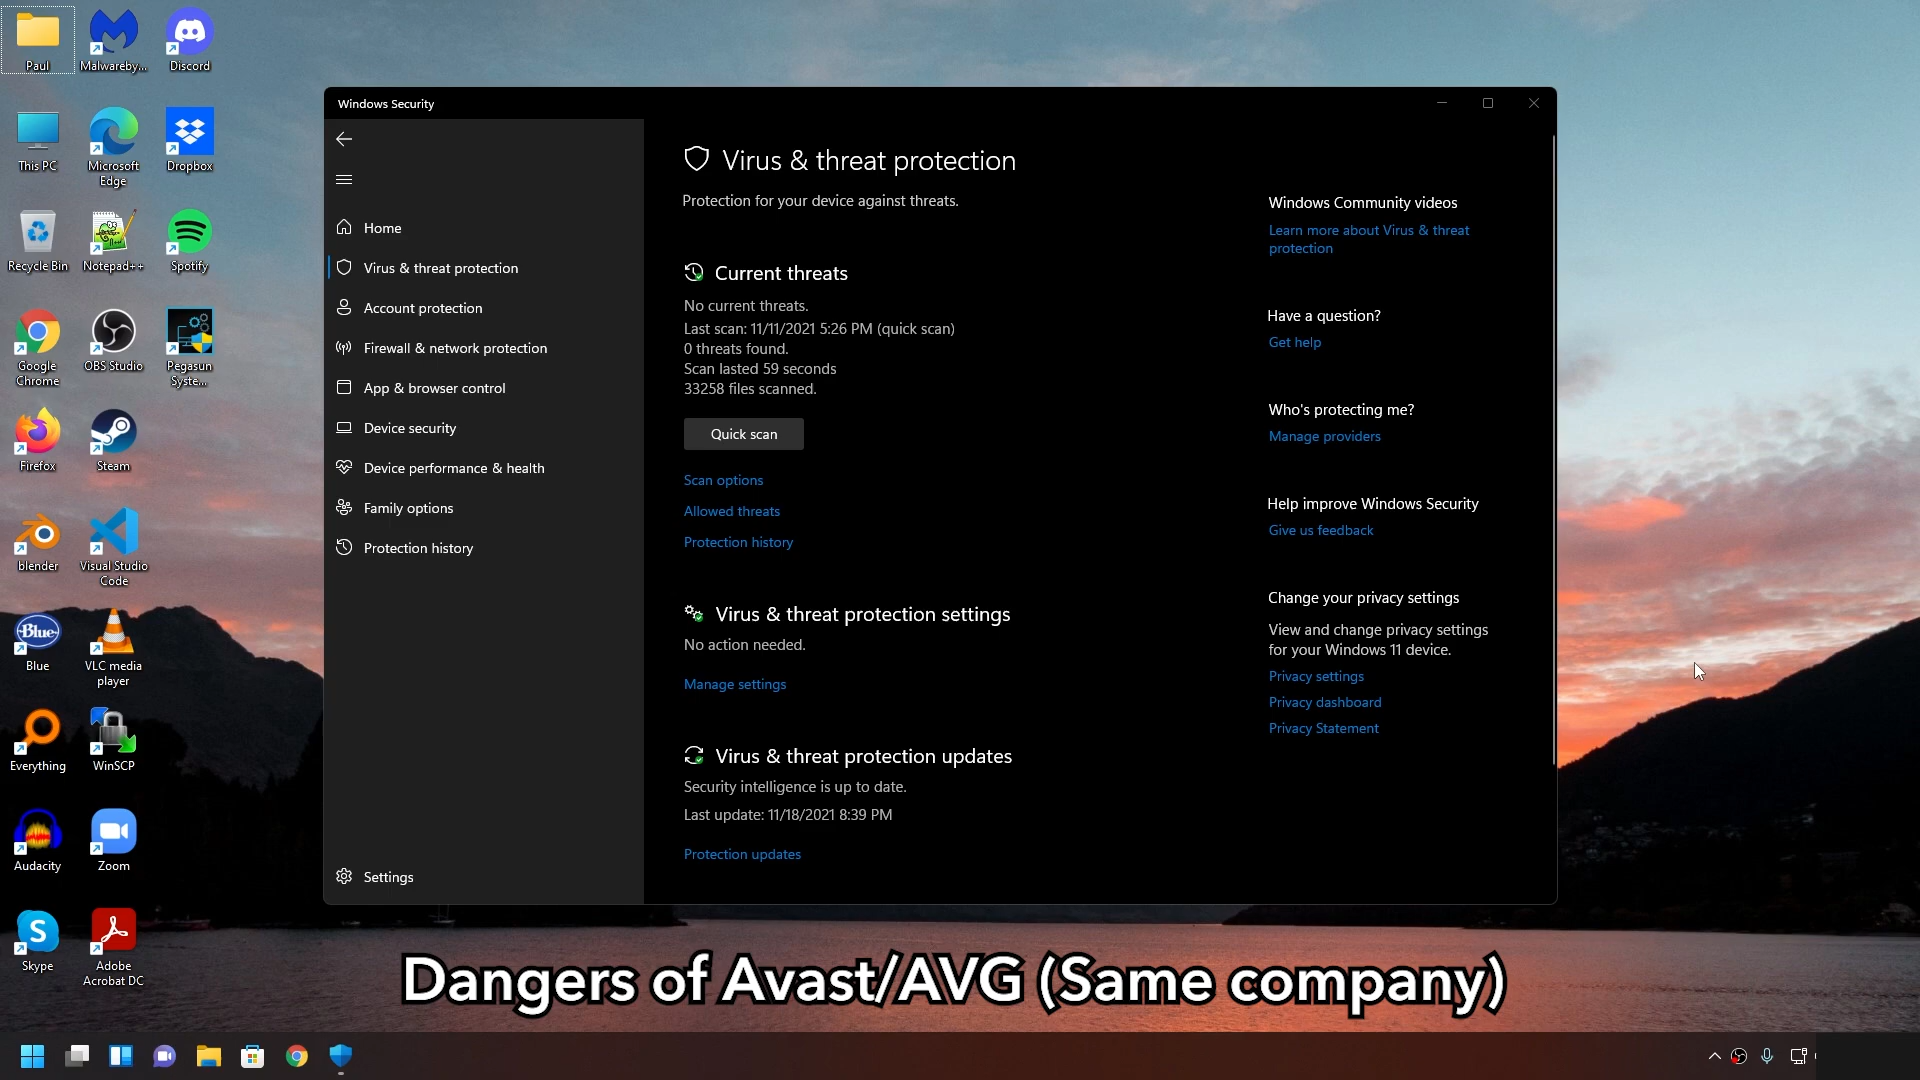 Paul
Malwareby...
Discord
This PC
Microsoft
Edge
Dropbox
Recycle Bin
Notepad++
Spotify
Google
Chrome
OBS Studio
Pegasun
Syste...
Firefox
Steam
blender
Visual Studio
Code
Blue
Blue
VLC media
player
Everything
WinSCP
Audacity
Zoom
Skype
Adobe
Acrobat DC
Windows Security
Home
Virus & threat protection
Account protection
Firewall & network protection
App & browser control
Device security
Device performance & health
Family options
Protection history
Settings
Virus & threat protection
Protection for your device against threats.
Current threats
No current threats.
Last scan: 11/11/2021 5:26 PM (quick scan)
0 threats found.
Scan lasted 59 seconds
33258 files scanned.
Quick scan
Scan options
Allowed threats
Protection history
Virus & threat protection settings
No action needed.
Manage settings
Virus & threat protection updates
Security intelligence is up to date.
Last update: 11/18/2021 8:39 PM
Protection updates
Windows Community videos
Learn more about Virus & threat
protection
Have a question?
Get help
Who's protecting me?
Manage providers
Help improve Windows Security
Give us feedback
Change your privacy settings
View and change privacy settings
for your Windows 11 device.
Privacy settings
Privacy dashboard
Privacy Statement
Dangers of Avast/AVG (Same company)